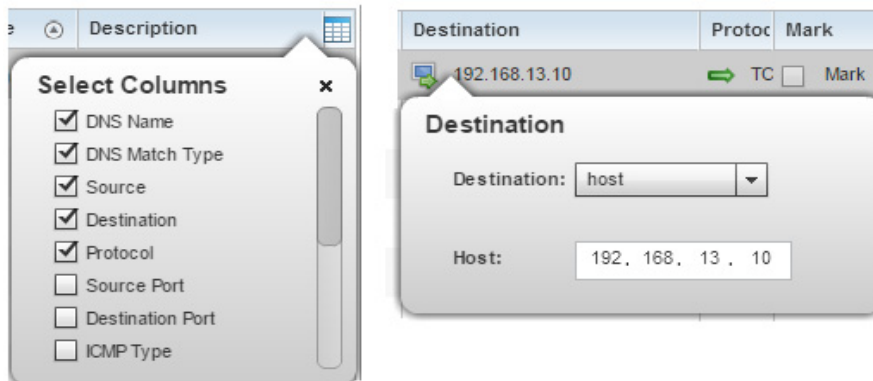 Description
Select Columns
DNS Name
DNS Match Type
Source
Destination
Protocol
Source Port
Destination Port
ICMP Type
Destination Protoc Mark
192.168.13.10 TC Mark
Destination
Destination: host
Host: 192. 168. 13 . 10